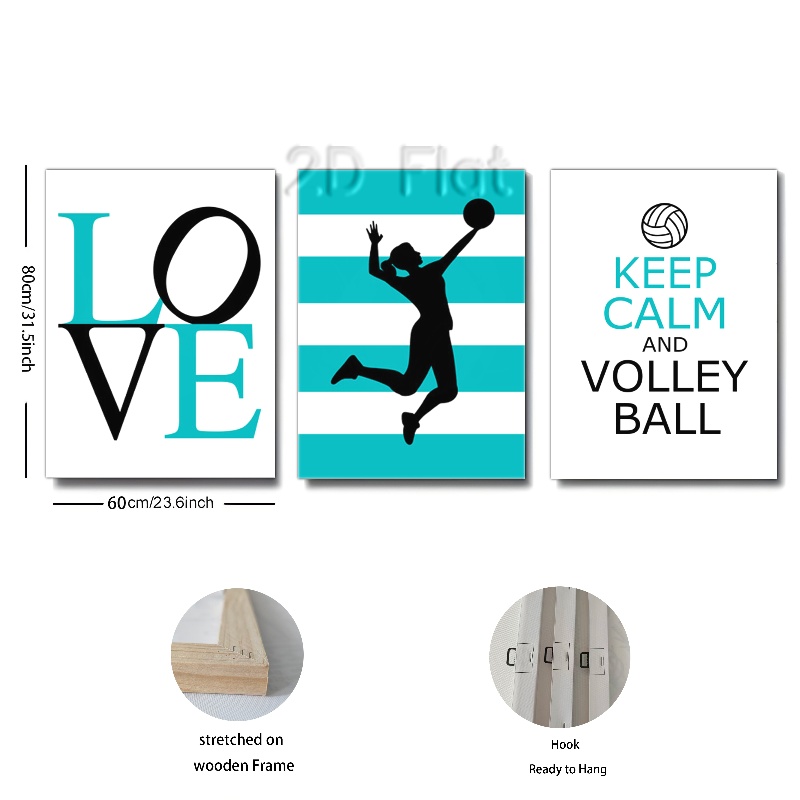 2D Flat
LO
VE
KEEP
CALM
AND
VOLLEY
BALL
80cm/31.5inch
60cm/23.6inch
stretched on
wooden Frame
Hook
Ready to Hang